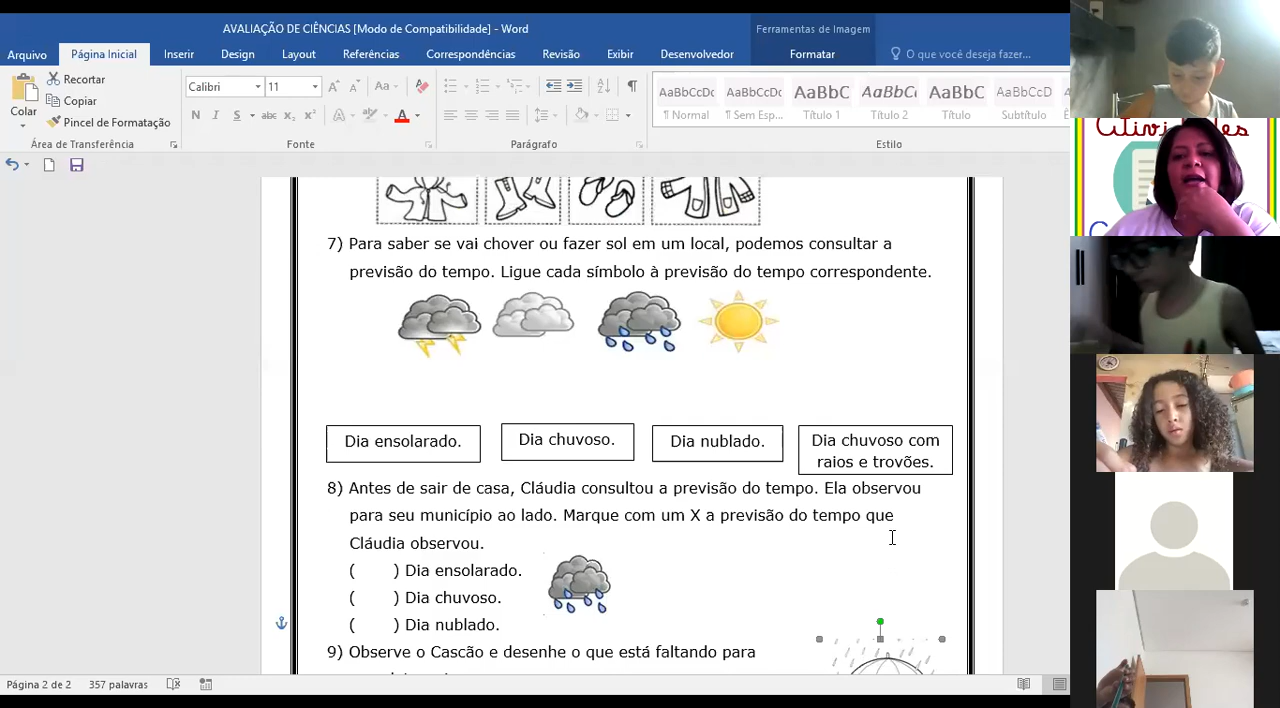 AVALIAÇÃO DE CIÊNCIAS [Modo de Compatibilidade] - Word
Ferramentas de Imagem
Arquivo
Página Inicial
Inserir
Design
Layout
Referências
Correspondências
Revisão
Exibir
Desenvolvedor
Formatar
O que você deseja fazer...
Colar
Recortar
Copiar
Pincel de Formatação
Área de Transferência
Calibri
11
N I S abc x₂ x²
Aa
A
Fonte
Parágrafo
AaBbCcDc
¶ Normal
AaBbCcDc
¶ Sem Esp...
AaBbC
Título 1
AaBbCc
Título 2
AaBbC
Título
AaBbCcD
Subtítulo
Estilo
Atividades
7) Para saber se vai chover ou fazer sol em um local, podemos consultar a
previsão do tempo. Ligue cada símbolo à previsão do tempo correspondente.
Dia ensolarado.
Dia chuvoso.
Dia nublado.
Dia chuvoso com
raios e trovões.
8) Antes de sair de casa, Cláudia consultou a previsão do tempo. Ela observou
para seu município ao lado. Marque com um X a previsão do tempo que
Cláudia observou.
( ) Dia ensolarado.
( ) Dia chuvoso.
( ) Dia nublado.
9) Observe o Cascão e desenhe o que está faltando para
Página 2 de 2
357 palavras